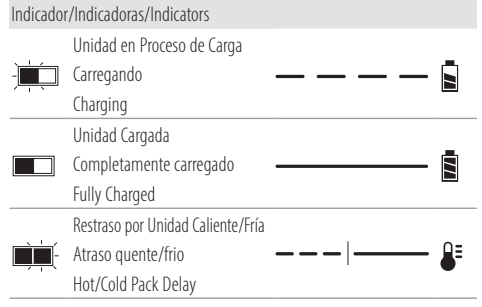 Indicador/Indicadoras/Indicators
Unidad en Proceso de Carga
Carregando
Charging
Unidad Cargada
Completamente carregado
Fully Charged
Restraso por Unidad Caliente/Fría
Atraso quente/frio
Hot/Cold Pack Delay